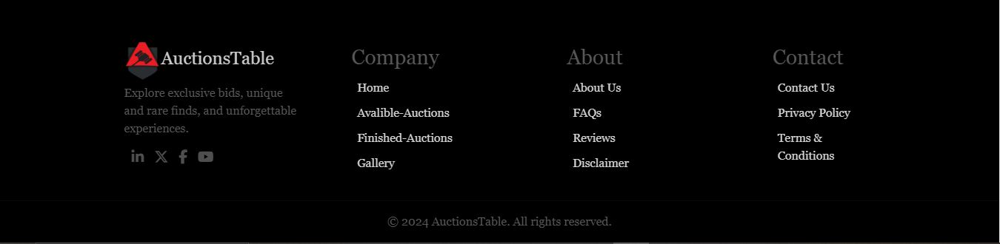 AuctionsTable
Explore exclusive bids, unique
and rare finds, and unforgettable
experiences.
Company
Home
Avalible-Auctions
Finished-Auctions
Gallery
About
About Us
FAQs
Reviews
Disclaimer
Contact
Contact Us
Privacy Policy
Terms &
Conditions
© 2024 AuctionsTable. All rights reserved.